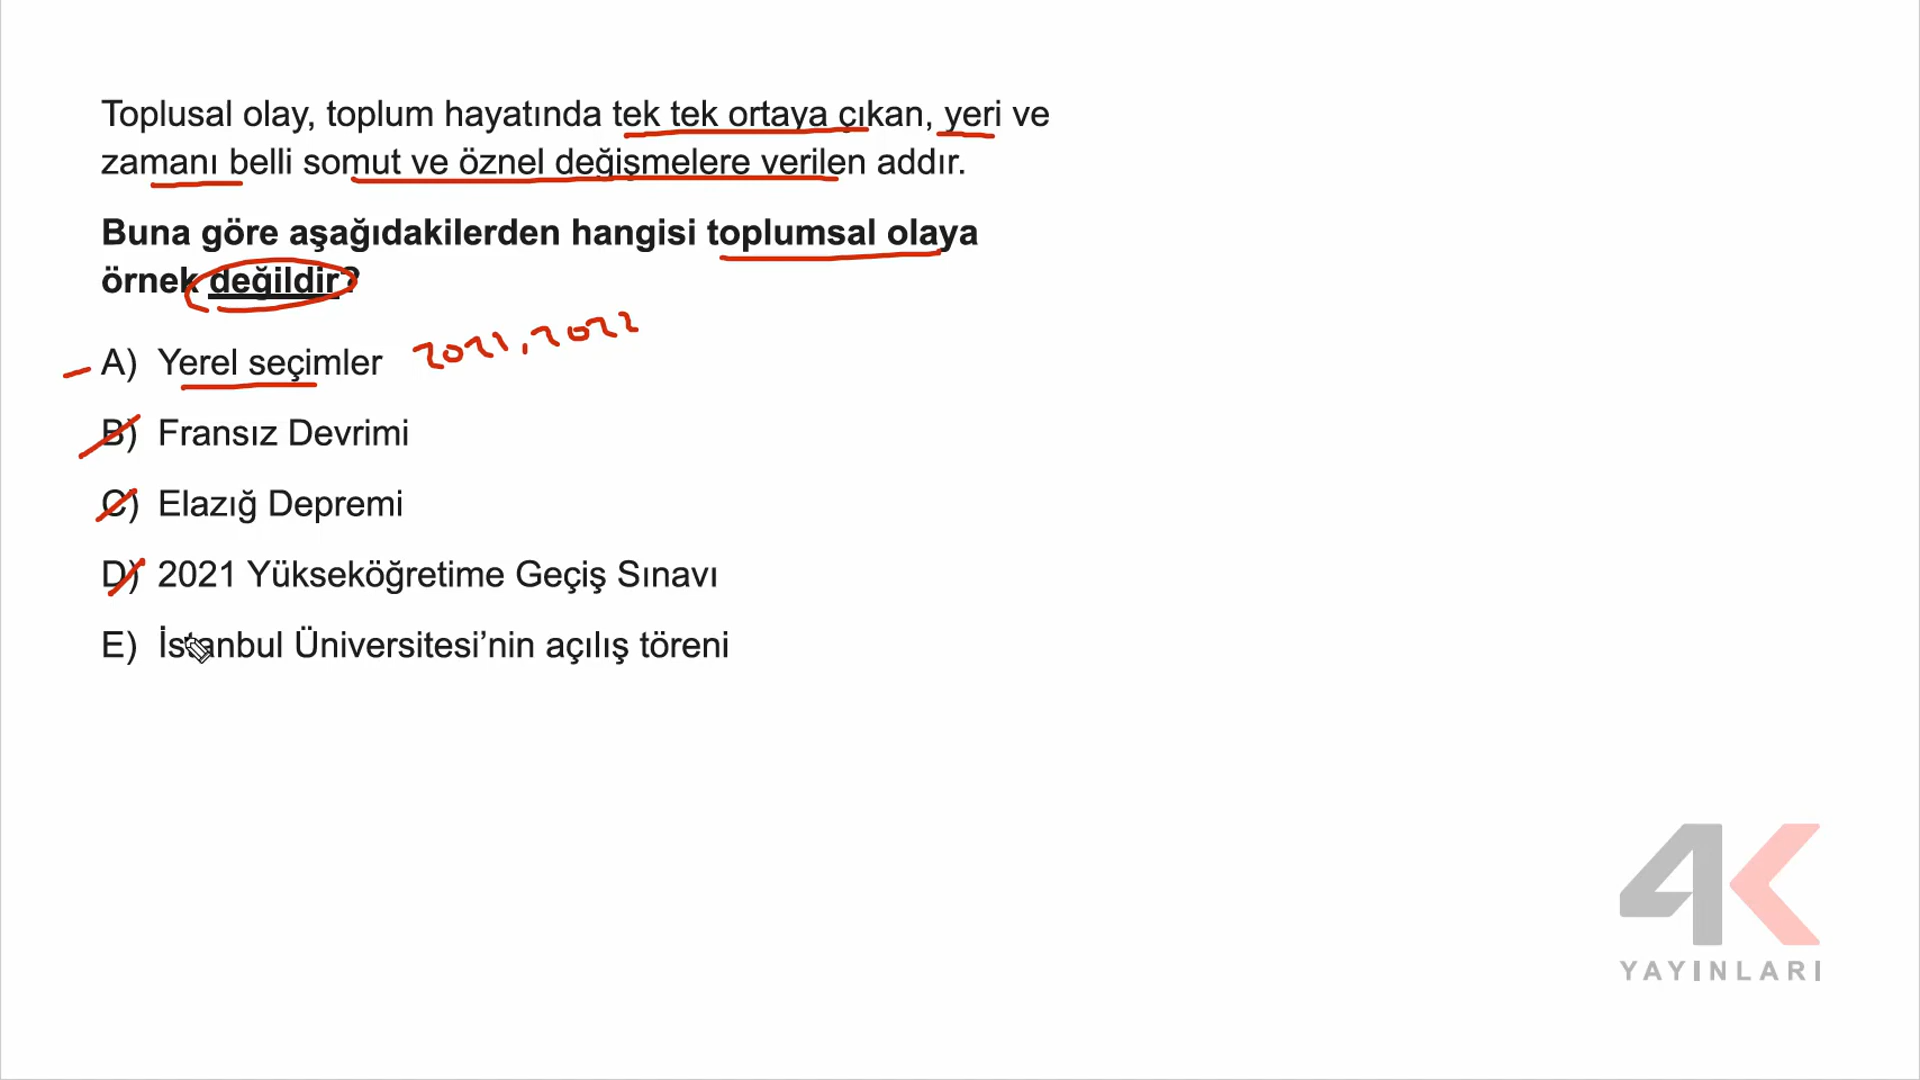 Toplusal olay, toplum hayatında tek tek ortaya çıkan, yeri ve
zamanı belli somut ve öznel değişmelere verilen addır.
Buna göre aşağıdakilerden hangisi toplumsal olaya
örnek değildir?
A) Yerel seçimler 2021, 2022
B) Fransız Devrimi
C) Elazığ Depremi
D) 2021 Yükseköğretime Geçiş Sınavı
E) İstanbul Üniversitesi’nin açılış töreni
4K
YAYINLARI